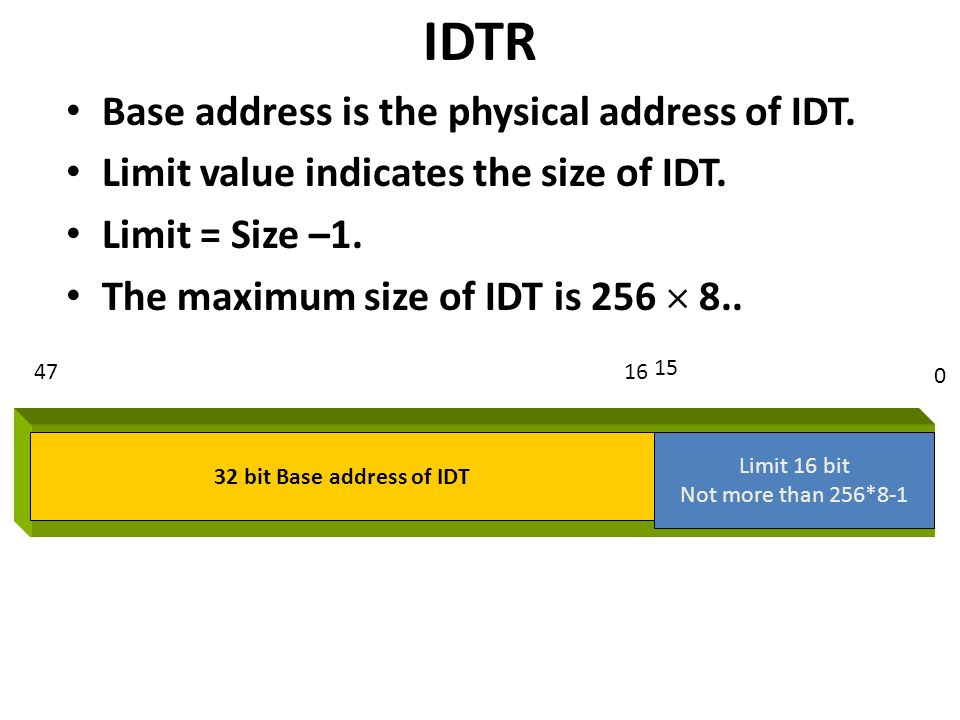 IDTR
• Base address is the physical address of IDT.
• Limit value indicates the size of IDT.
• Limit = Size –1.
• The maximum size of IDT is 256 × 8..
47 16 15 0
32 bit Base address of IDT
Limit 16 bit
Not more than 256*8-1